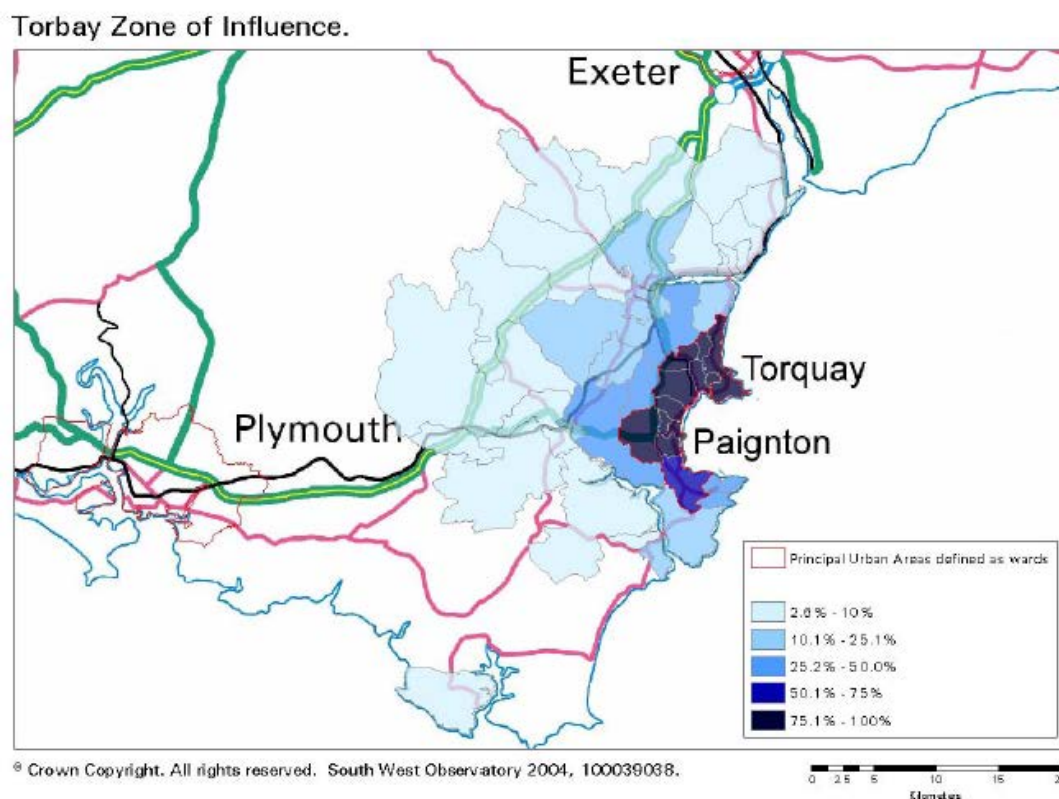 Torbay Zone of Influence.
Exeter
Torquay
Plymouth
Paignton
Principal Urban Areas defined as wards
2.6% - 10%
10.1% - 25.1%
25.2% - 50.0%
50.1% - 75%
75.1% - 100%
© Crown Copyright. All rights reserved. South West Observatory 2004, 100039038.
0 2.5 5 10 15
Kilometres